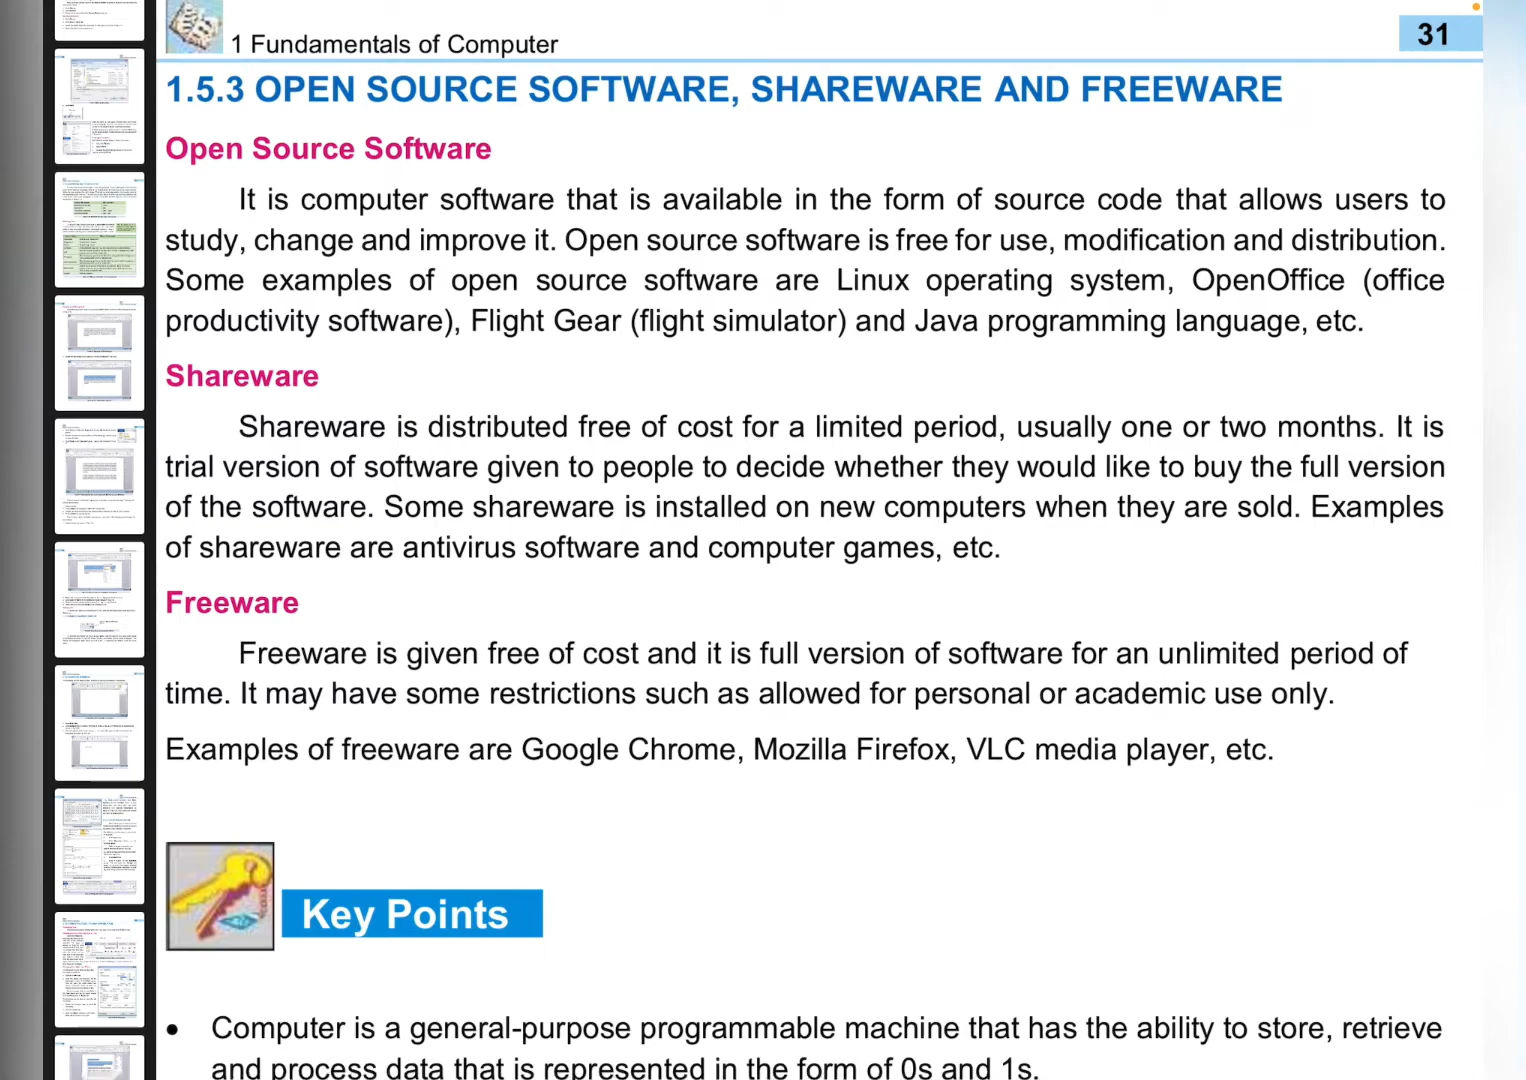 1 Fundamentals of Computer
31
1.5.3 OPEN SOURCE SOFTWARE, SHAREWARE AND FREEWARE
Open Source Software
It is computer software that is available in the form of source code that allows users to
study, change and improve it. Open source software is free for use, modification and distribution.
Some examples of open source software are Linux operating system, OpenOffice (office
productivity software), Flight Gear (flight simulator) and Java programming language, etc.
Shareware
Shareware is distributed free of cost for a limited period, usually one or two months. It is
trial version of software given to people to decide whether they would like to buy the full version
of the software. Some shareware is installed on new computers when they are sold. Examples
of shareware are antivirus software and computer games, etc.
Freeware
Freeware is given free of cost and it is full version of software for an unlimited period of
time. It may have some restrictions such as allowed for personal or academic use only.
Examples of freeware are Google Chrome, Mozilla Firefox, VLC media player, etc.
Key Points
• Computer is a general-purpose programmable machine that has the ability to store, retrieve
and process data that is represented in the form of 0s and 1s.